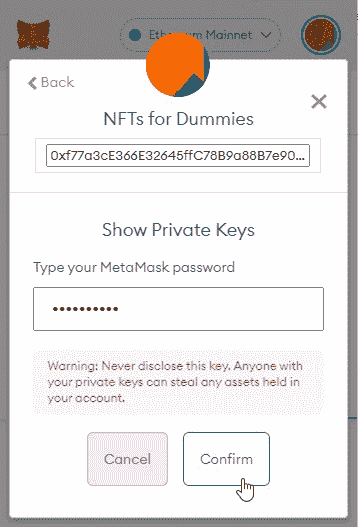 Ethereum Mainnet
Back
NFTs for Dummies
0xf77a3cE366E32645ffC78B9a88B7e90...
Show Private Keys
Type your MetaMask password
••••••••••
Warning: Never disclose this key. Anyone with
your private keys can steal any assets held in
your account.
Cancel
Confirm